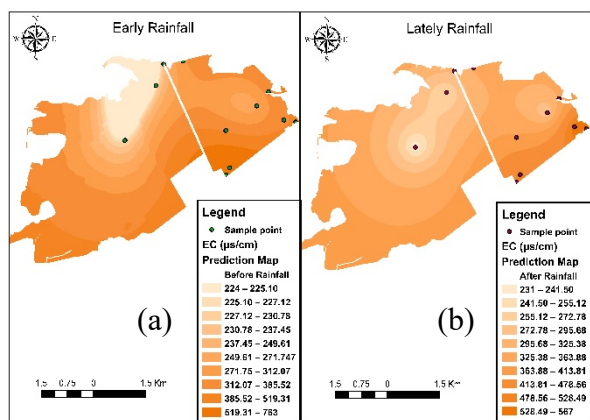 Early Rainfall
N
Legend
Sample point
EC (µs/cm)
Prediction Map
Before Rainfall
224 – 225.10
225.10 – 227.12
227.12 – 230.78
230.78 – 237.45
237.45 – 249.61
249.61 – 271.747
271.75 – 312.07
312.07 – 385.52
385.52 – 519.31
519.31 – 763
(a)
1.5 0.75 0 1.5 Km
Lately Rainfall
N
S
Legend
Sample point
EC (µs/cm)
Prediction Map
After Rainfall
231 – 241.50
241.50 – 255.12
255.12 – 272.78
272.78 – 295.68
295.68 – 325.38
325.38 – 363.88
363.88 – 413.81
413.81 – 478.56
478.56 – 528.49
528.49 – 567
(b)
1.5 0.75 0 1.5 Km